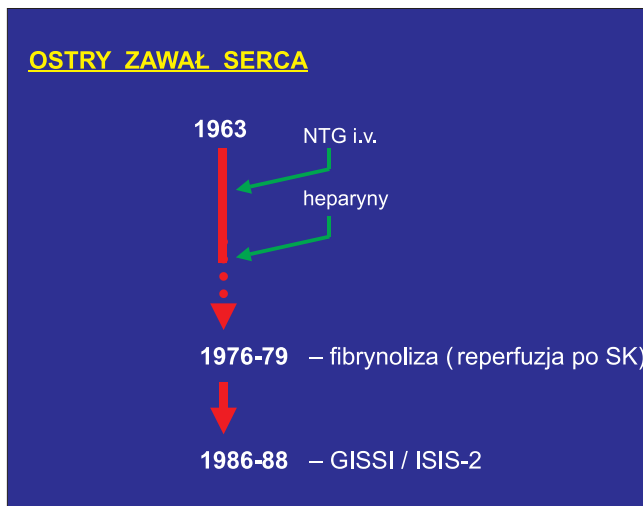 OSTRY ZAWAŁ SERCA
1963
NTG i.v.
heparyny
1976-79 – fibrynoliza ( reperfuzja po SK)
1986-88 – GISSI / ISIS-2